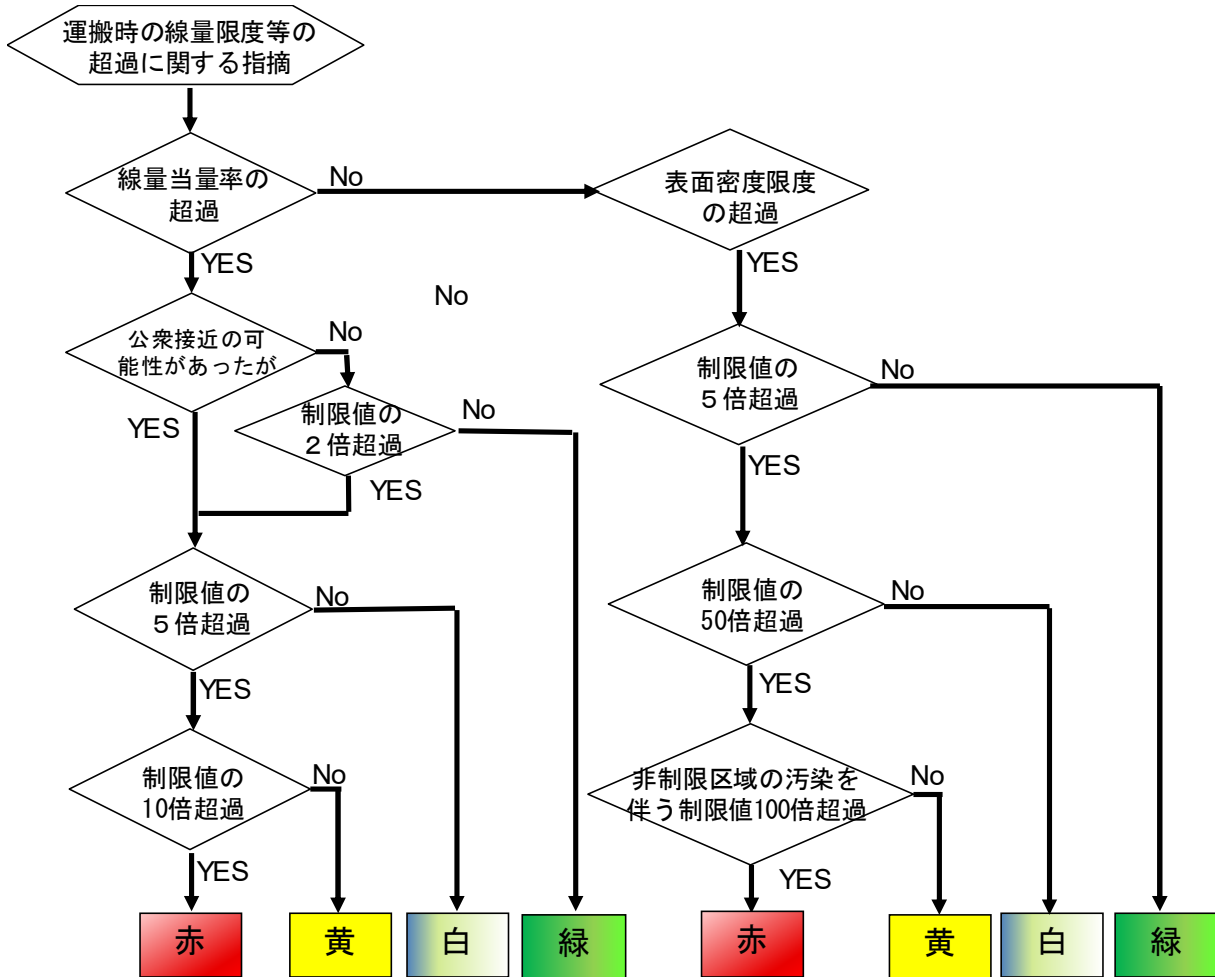 運搬時の線量限度等の
超過に関する指摘
線量当量率の
超過
No
表面密度限度
の超過
YES
YES
No
公衆接近の可
能性があったが
No
制限値の
５倍超過
No
YES
制限値の
２倍超過
No
YES
YES
制限値の
５倍超過
No
制限値の
50倍超過
No
YES
YES
制限値の
10倍超過
No
非制限区域の汚染を
伴う制限値100倍超過
No
YES
YES
赤
黄
白
緑
赤
黄
白
緑